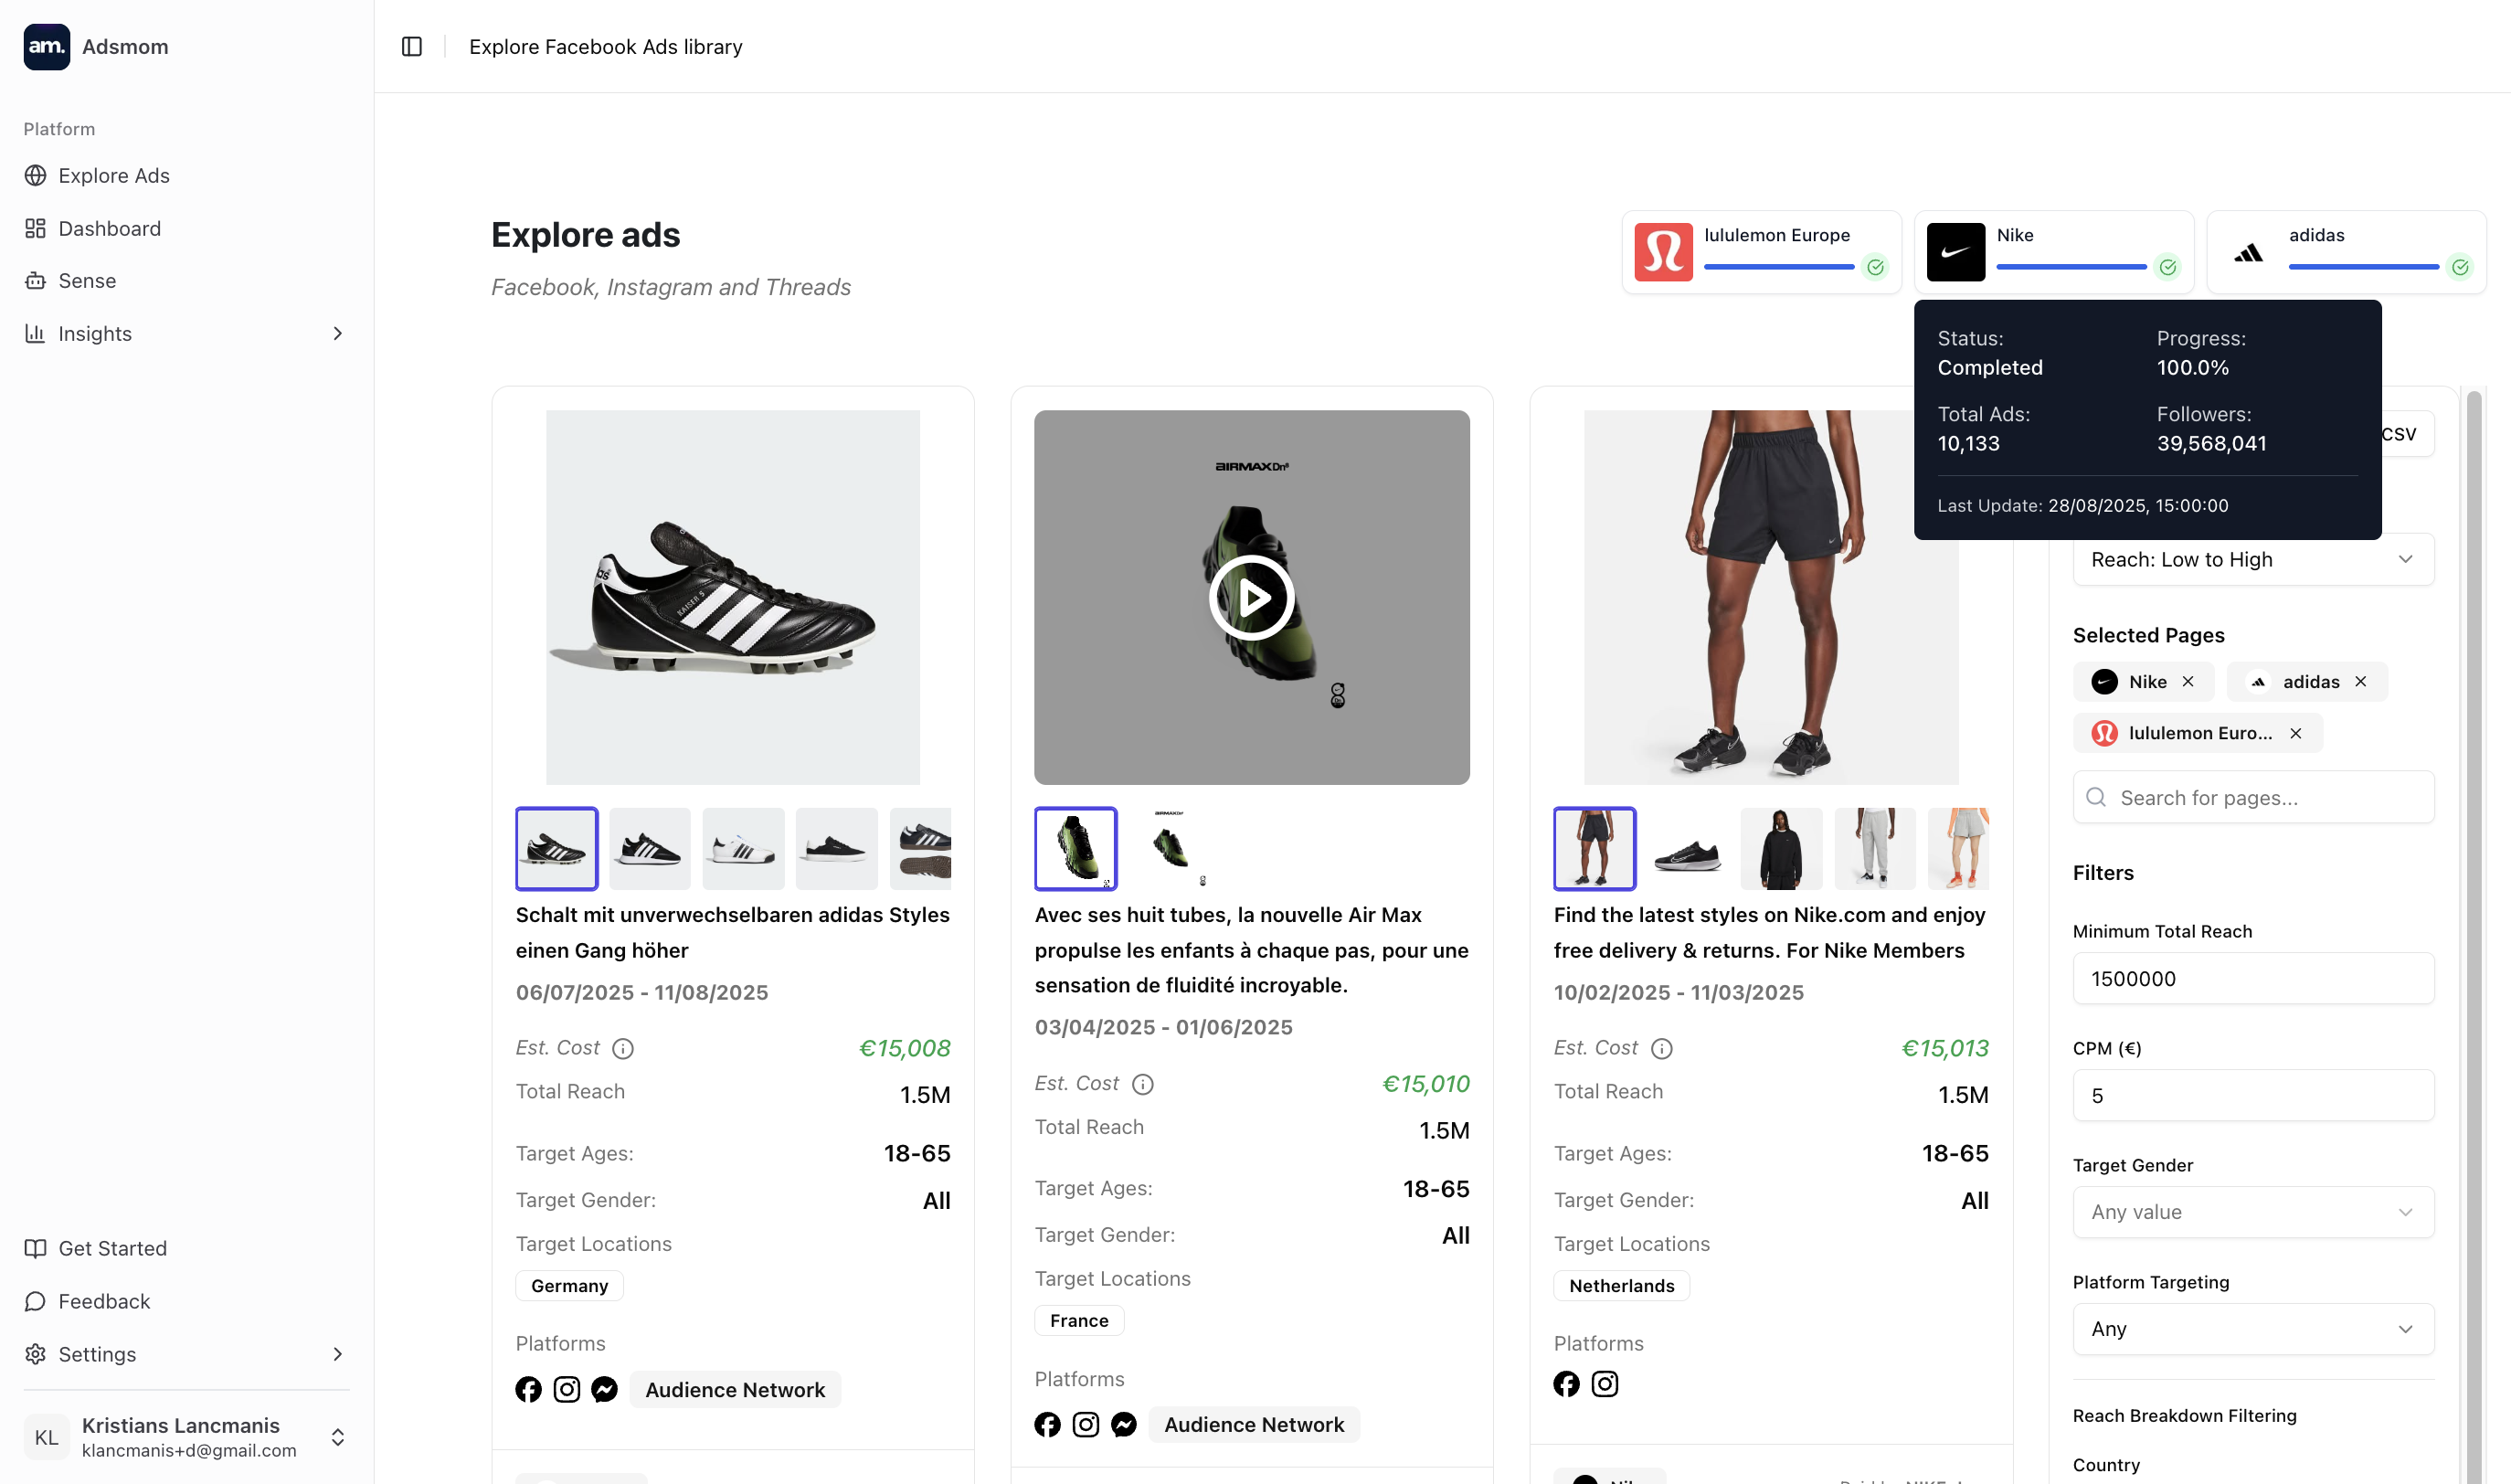 am. Adsmom
Explore Facebook Ads library
Platform
Explore Ads
Dashboard
Sense
Insights
Get Started
Feedback
Settings
KL
Kristians Lancmanis
klancmanis+d@gmail.com
Explore ads
Facebook, Instagram and Threads
lululemon Europe
Nike
adidas
Status:
Completed
Progress:
100.0%
Total Ads:
10,133
Followers:
39,568,041
Last Update: 28/08/2025, 15:00:00
KAISER 5
Schalt mit unverwechselbaren adidas Styles
einen Gang höher
06/07/2025 - 11/08/2025
Est. Cost €15,008
Total Reach 1.5M
Target Ages: 18-65
Target Gender: All
Target Locations
Germany
Platforms
Audience Network
AIRMAX Dn8
Avec ses huit tubes, la nouvelle Air Max
propulse les enfants à chaque pas, pour une
sensation de fluidité incroyable.
03/04/2025 - 01/06/2025
Est. Cost €15,010
Total Reach 1.5M
Target Ages: 18-65
Target Gender: All
Target Locations
France
Platforms
Audience Network
Find the latest styles on Nike.com and enjoy
free delivery & returns. For Nike Members
10/02/2025 - 11/03/2025
Est. Cost €15,013
Total Reach 1.5M
Target Ages: 18-65
Target Gender: All
Target Locations
Netherlands
Platforms
CSV
Reach: Low to High
Selected Pages
Nike
adidas
lululemon Euro...
Search for pages...
Filters
Minimum Total Reach
1500000
CPM (€)
5
Target Gender
Any value
Platform Targeting
Any
Reach Breakdown Filtering
Country